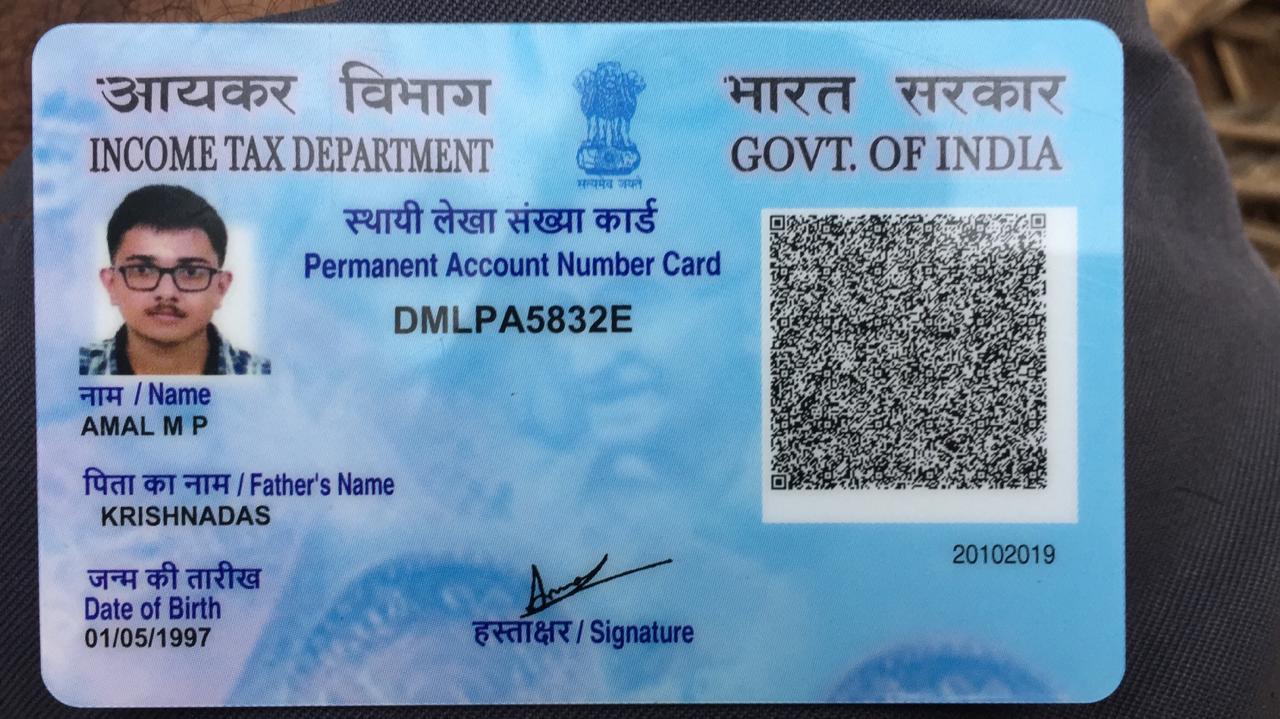 आयकर विभाग
INCOME TAX DEPARTMENT
सत्यमेव जयते
भारत सरकार
GOVT. OF INDIA
स्थायी लेखा संख्या कार्ड
Permanent Account Number Card
DMLPA5832E
नाम / Name
AMAL M P
पिता का नाम / Father's Name
KRISHNADAS
जन्म की तारीख
Date of Birth
01/05/1997
हस्ताक्षर / Signature
20102019